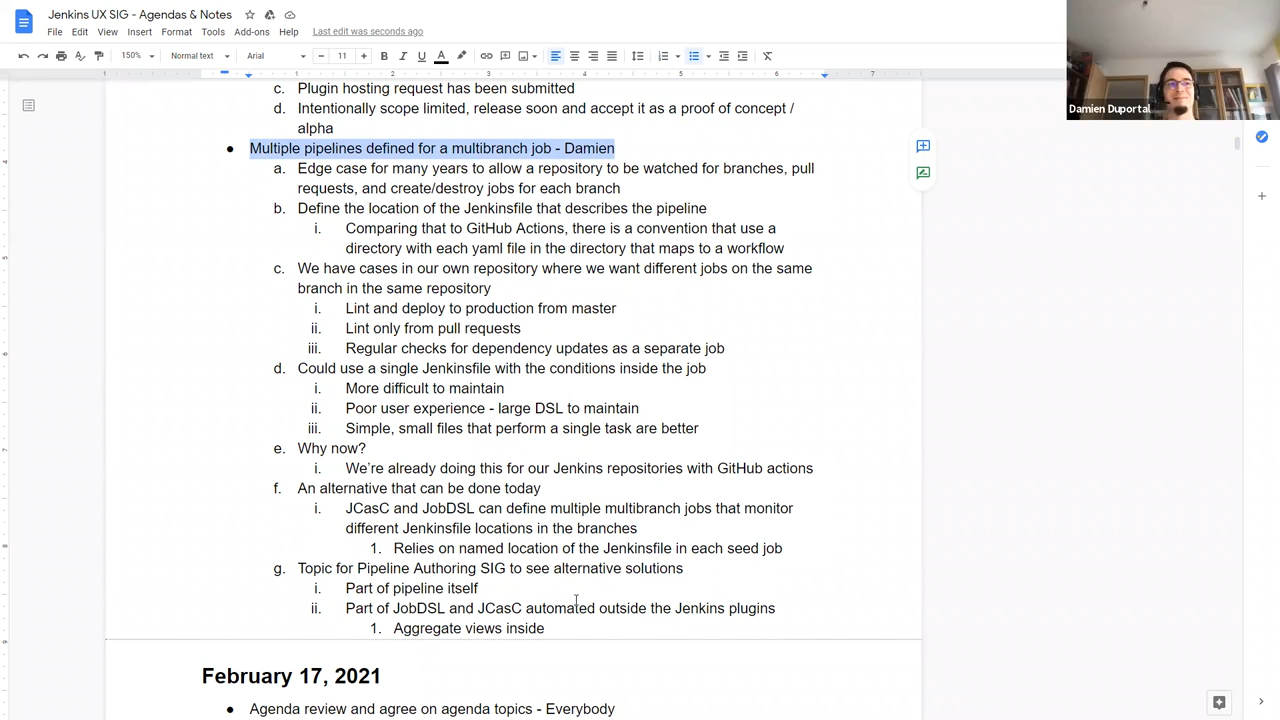 Jenkins UX SIG - Agendas & Notes
File Edit View Insert Format Tools Add-ons Help Last edit was seconds ago
150% Normal text Arial 11 B I U A
1 1 2 3 4 5 6 7
c. Plugin hosting request has been submitted
d. Intentionally scope limited, release soon and accept it as a proof of concept /
alpha
● Multiple pipelines defined for a multibranch job - Damien
a. Edge case for many years to allow a repository to be watched for branches, pull
requests, and create/destroy jobs for each branch
b. Define the location of the Jenkinsfile that describes the pipeline
i. Comparing that to GitHub Actions, there is a convention that use a
directory with each yaml file in the directory that maps to a workflow
c. We have cases in our own repository where we want different jobs on the same
branch in the same repository
i. Lint and deploy to production from master
ii. Lint only from pull requests
iii. Regular checks for dependency updates as a separate job
d. Could use a single Jenkinsfile with the conditions inside the job
i. More difficult to maintain
ii. Poor user experience - large DSL to maintain
iii. Simple, small files that perform a single task are better
e. Why now?
i. We're already doing this for our Jenkins repositories with GitHub actions
f. An alternative that can be done today
i. JCasC and JobDSL can define multiple multibranch jobs that monitor
different Jenkinsfile locations in the branches
1. Relies on named location of the Jenkinsfile in each seed job
g. Topic for Pipeline Authoring SIG to see alternative solutions
i. Part of pipeline itself
ii. Part of JobDSL and JCasC automated outside the Jenkins plugins
1. Aggregate views inside
February 17, 2021
● Agenda review and agree on agenda topics - Everybody
Damien Duportal